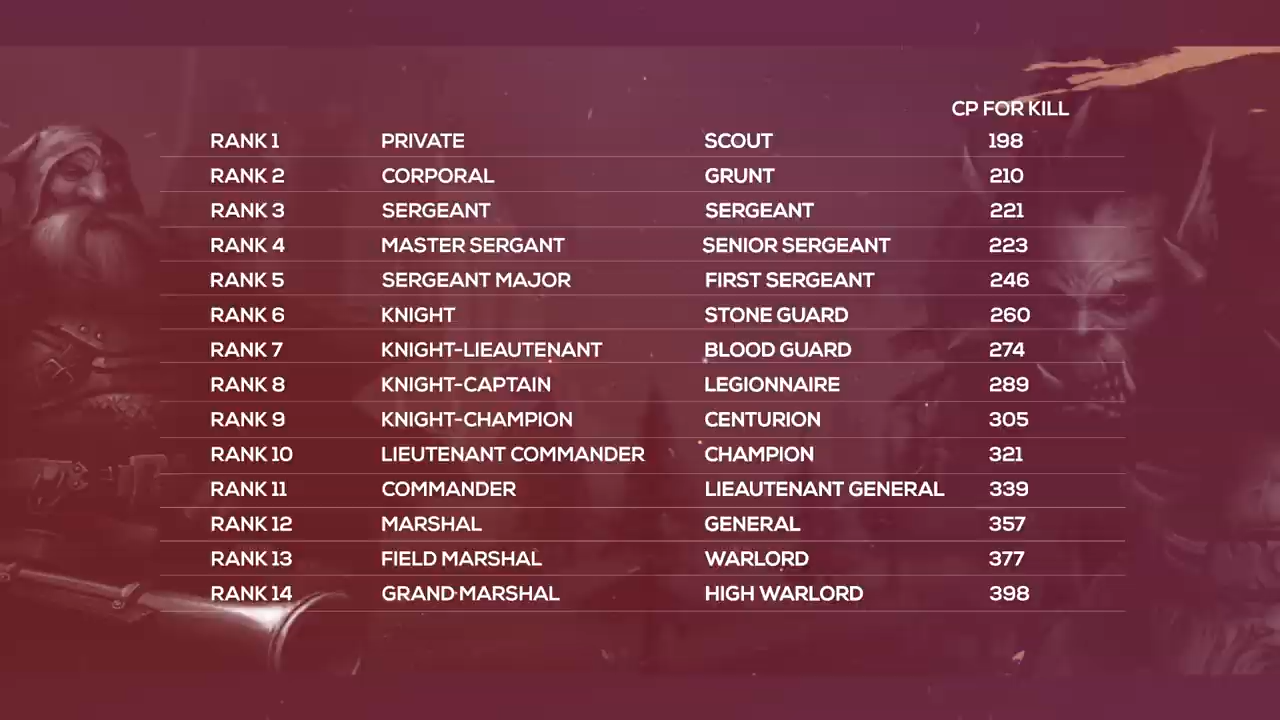 CP FOR KILL
RANK 1 PRIVATE SCOUT 198
RANK 2 CORPORAL GRUNT 210
RANK 3 SERGEANT SERGEANT 221
RANK 4 MASTER SERGANT SENIOR SERGEANT 223
RANK 5 SERGEANT MAJOR FIRST SERGEANT 246
RANK 6 KNIGHT STONE GUARD 260
RANK 7 KNIGHT-LIEAUTENANT BLOOD GUARD 274
RANK 8 KNIGHT-CAPTAIN LEGIONNAIRE 289
RANK 9 KNIGHT-CHAMPION CENTURION 305
RANK 10 LIEUTENANT COMMANDER CHAMPION 321
RANK 11 COMMANDER LIEAUTENANT GENERAL 339
RANK 12 MARSHAL GENERAL 357
RANK 13 FIELD MARSHAL WARLORD 377
RANK 14 GRAND MARSHAL HIGH WARLORD 398